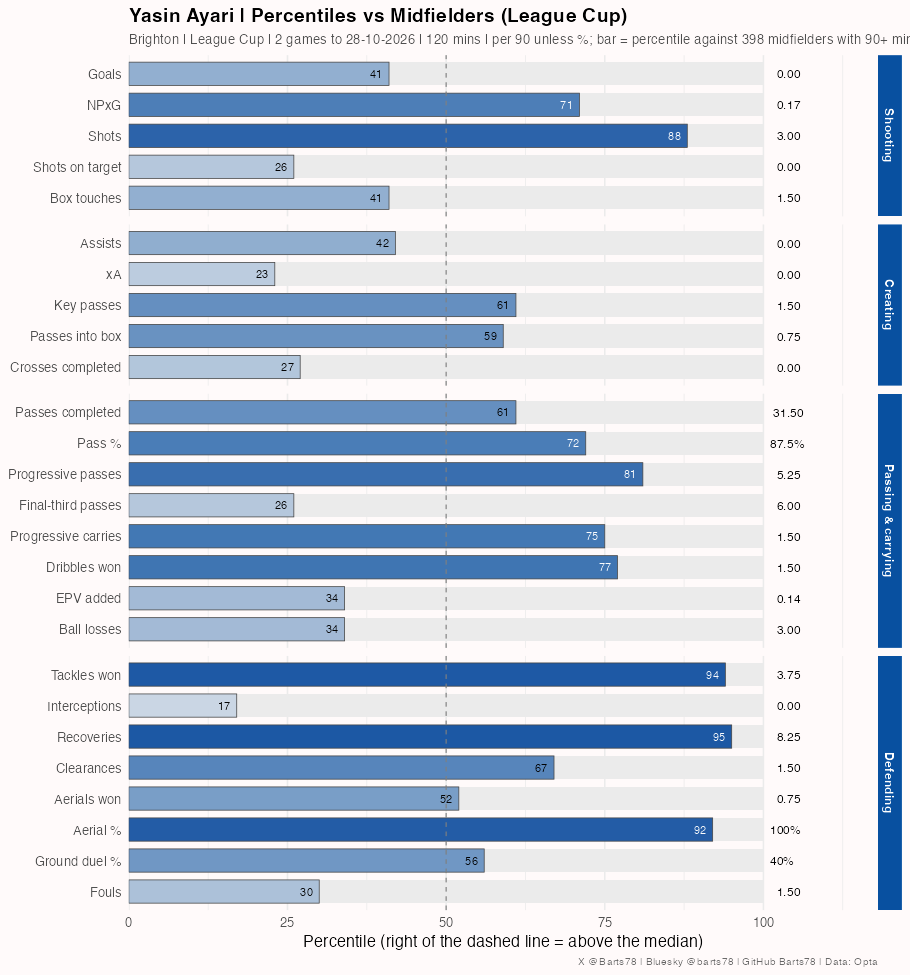 Yasin Ayari | Percentiles vs Midfielders (League Cup)
Brighton | League Cup | 2 games to 28-10-2026 | 120 mins | per 90 unless %; bar = percentile against 398 midfielders with 90+ min
Shooting
Goals 41 0.00
NPxG 71 0.17
Shots 88 3.00
Shots on target 26 0.00
Box touches 41 1.50
Creating
Assists 42 0.00
xA 23 0.00
Key passes 61 1.50
Passes into box 59 0.75
Crosses completed 27 0.00
Passing & carrying
Passes completed 61 31.50
Pass % 72 87.5%
Progressive passes 81 5.25
Final-third passes 26 6.00
Progressive carries 75 1.50
Dribbles won 77 1.50
EPV added 34 0.14
Ball losses 34 3.00
Defending
Tackles won 94 3.75
Interceptions 17 0.00
Recoveries 95 8.25
Clearances 67 1.50
Aerials won 52 0.75
Aerial % 92 100%
Ground duel % 56 40%
Fouls 30 1.50
0 25 50 75 100
Percentile (right of the dashed line = above the median)
X @Barts78 | Bluesky @barts78 | GitHub Barts78 | Data: Opta